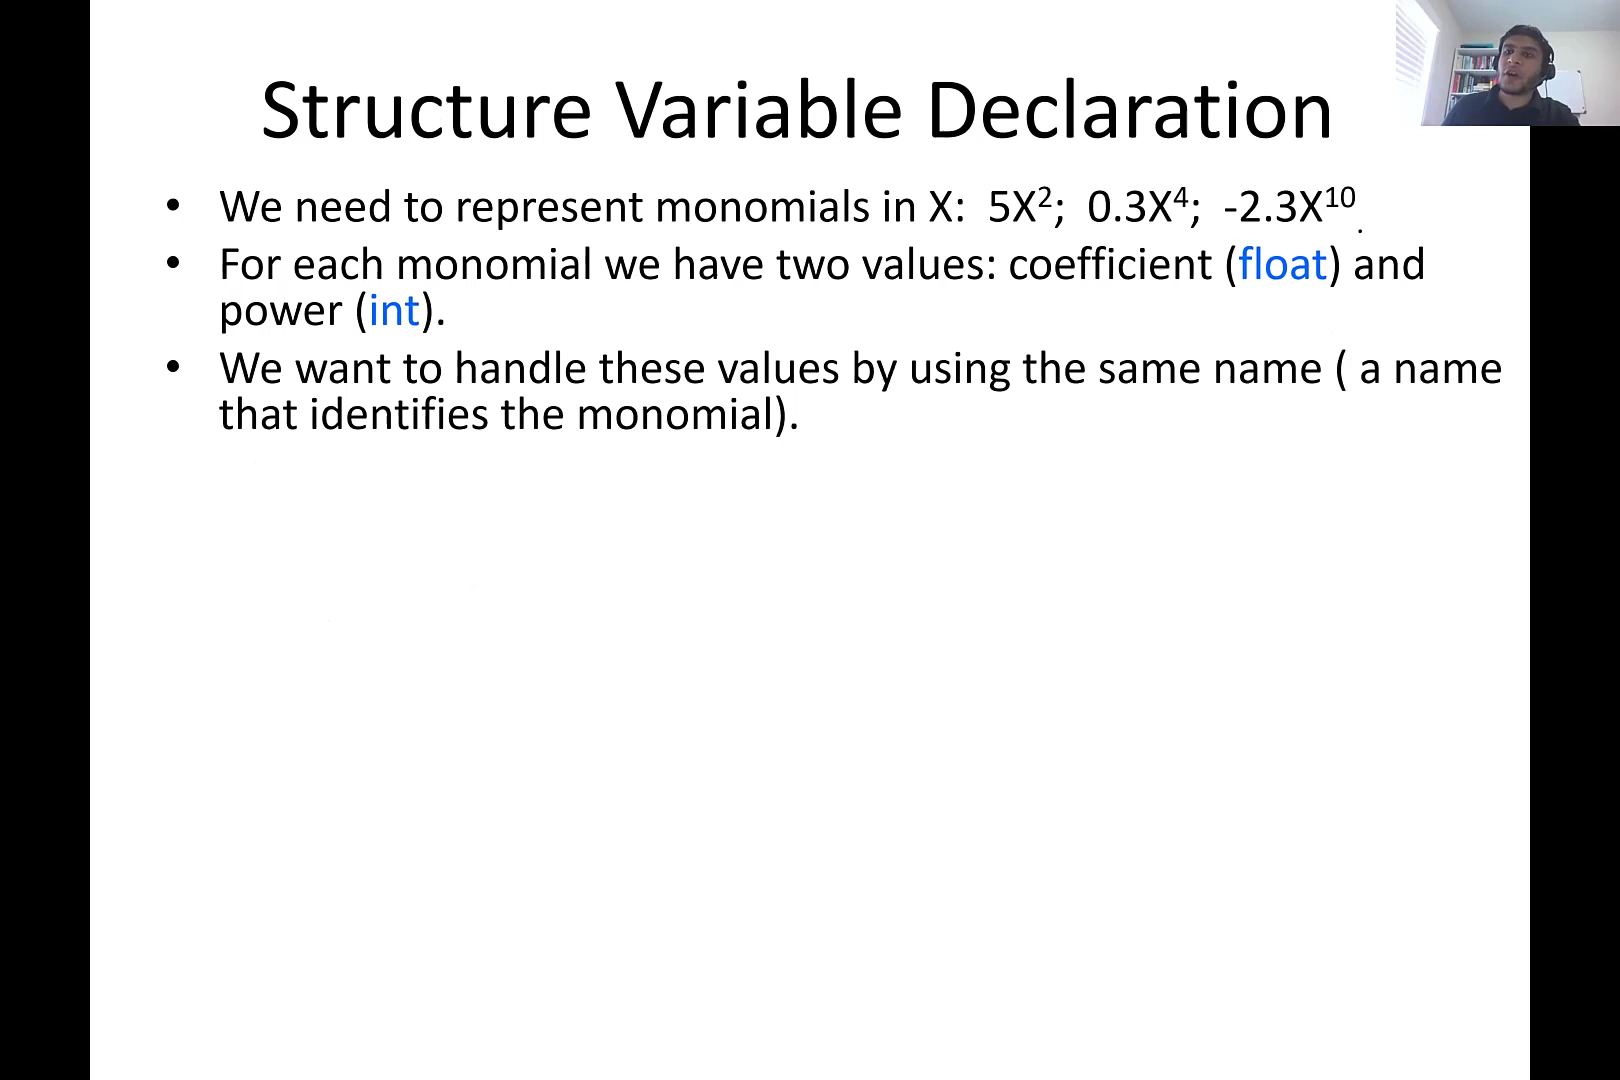 Structure Variable Declaration
• We need to represent monomials in X: 5X²; 0.3X⁴; -2.3X¹⁰.
• For each monomial we have two values: coefficient (float) and
power (int).
• We want to handle these values by using the same name ( a name
that identifies the monomial).